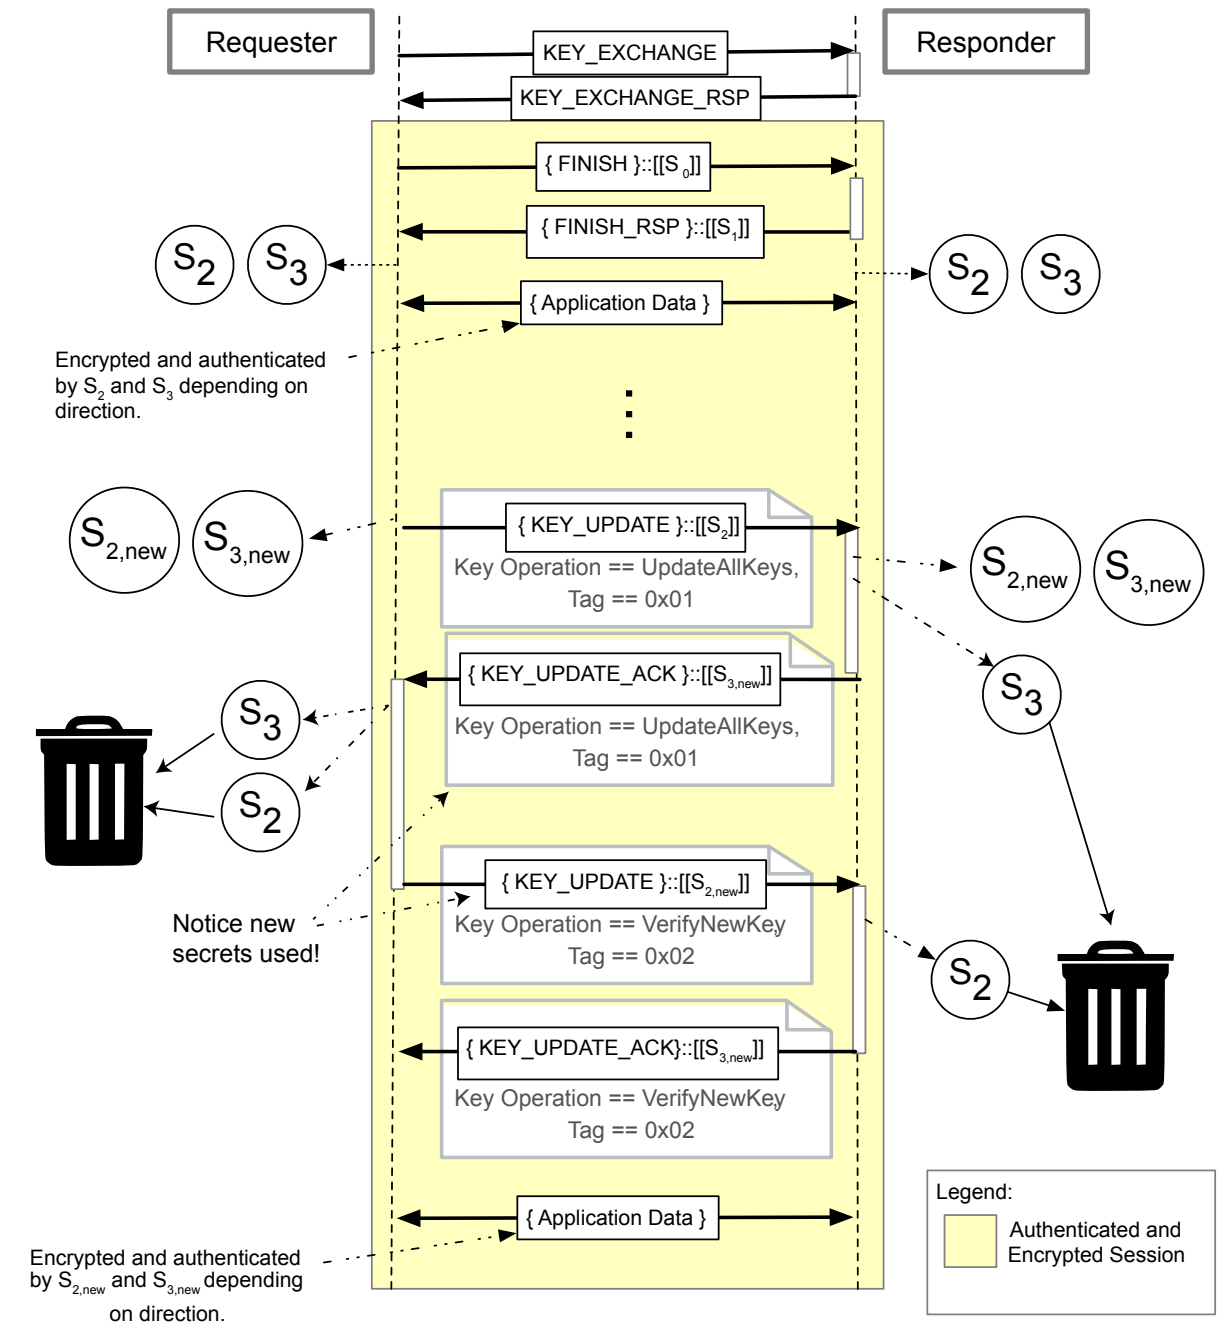 Requester
Responder
KEY_EXCHANGE
KEY_EXCHANGE_RSP
{ FINISH }::[[S0]]
{ FINISH_RSP }::[[S1]]
S2 S3
S2 S3
{ Application Data }
Encrypted and authenticated
by S2 and S3 depending on
direction.
S2,new S3,new
{ KEY_UPDATE }::[[S2]]
Key Operation == UpdateAllKeys,
Tag == 0x01
S2,new S3,new
{ KEY_UPDATE_ACK }::[[S3,new]]
Key Operation == UpdateAllKeys,
Tag == 0x01
S3
S3
S2
{ KEY_UPDATE }::[[S2,new]]
Key Operation == VerifyNewKey,
Tag == 0x02
Notice new
secrets used!
S2
{ KEY_UPDATE_ACK}::[[S3,new]]
Key Operation == VerifyNewKey,
Tag == 0x02
{ Application Data }
Encrypted and authenticated
by S2,new and S3,new depending
on direction.
Legend:
Authenticated and
Encrypted Session